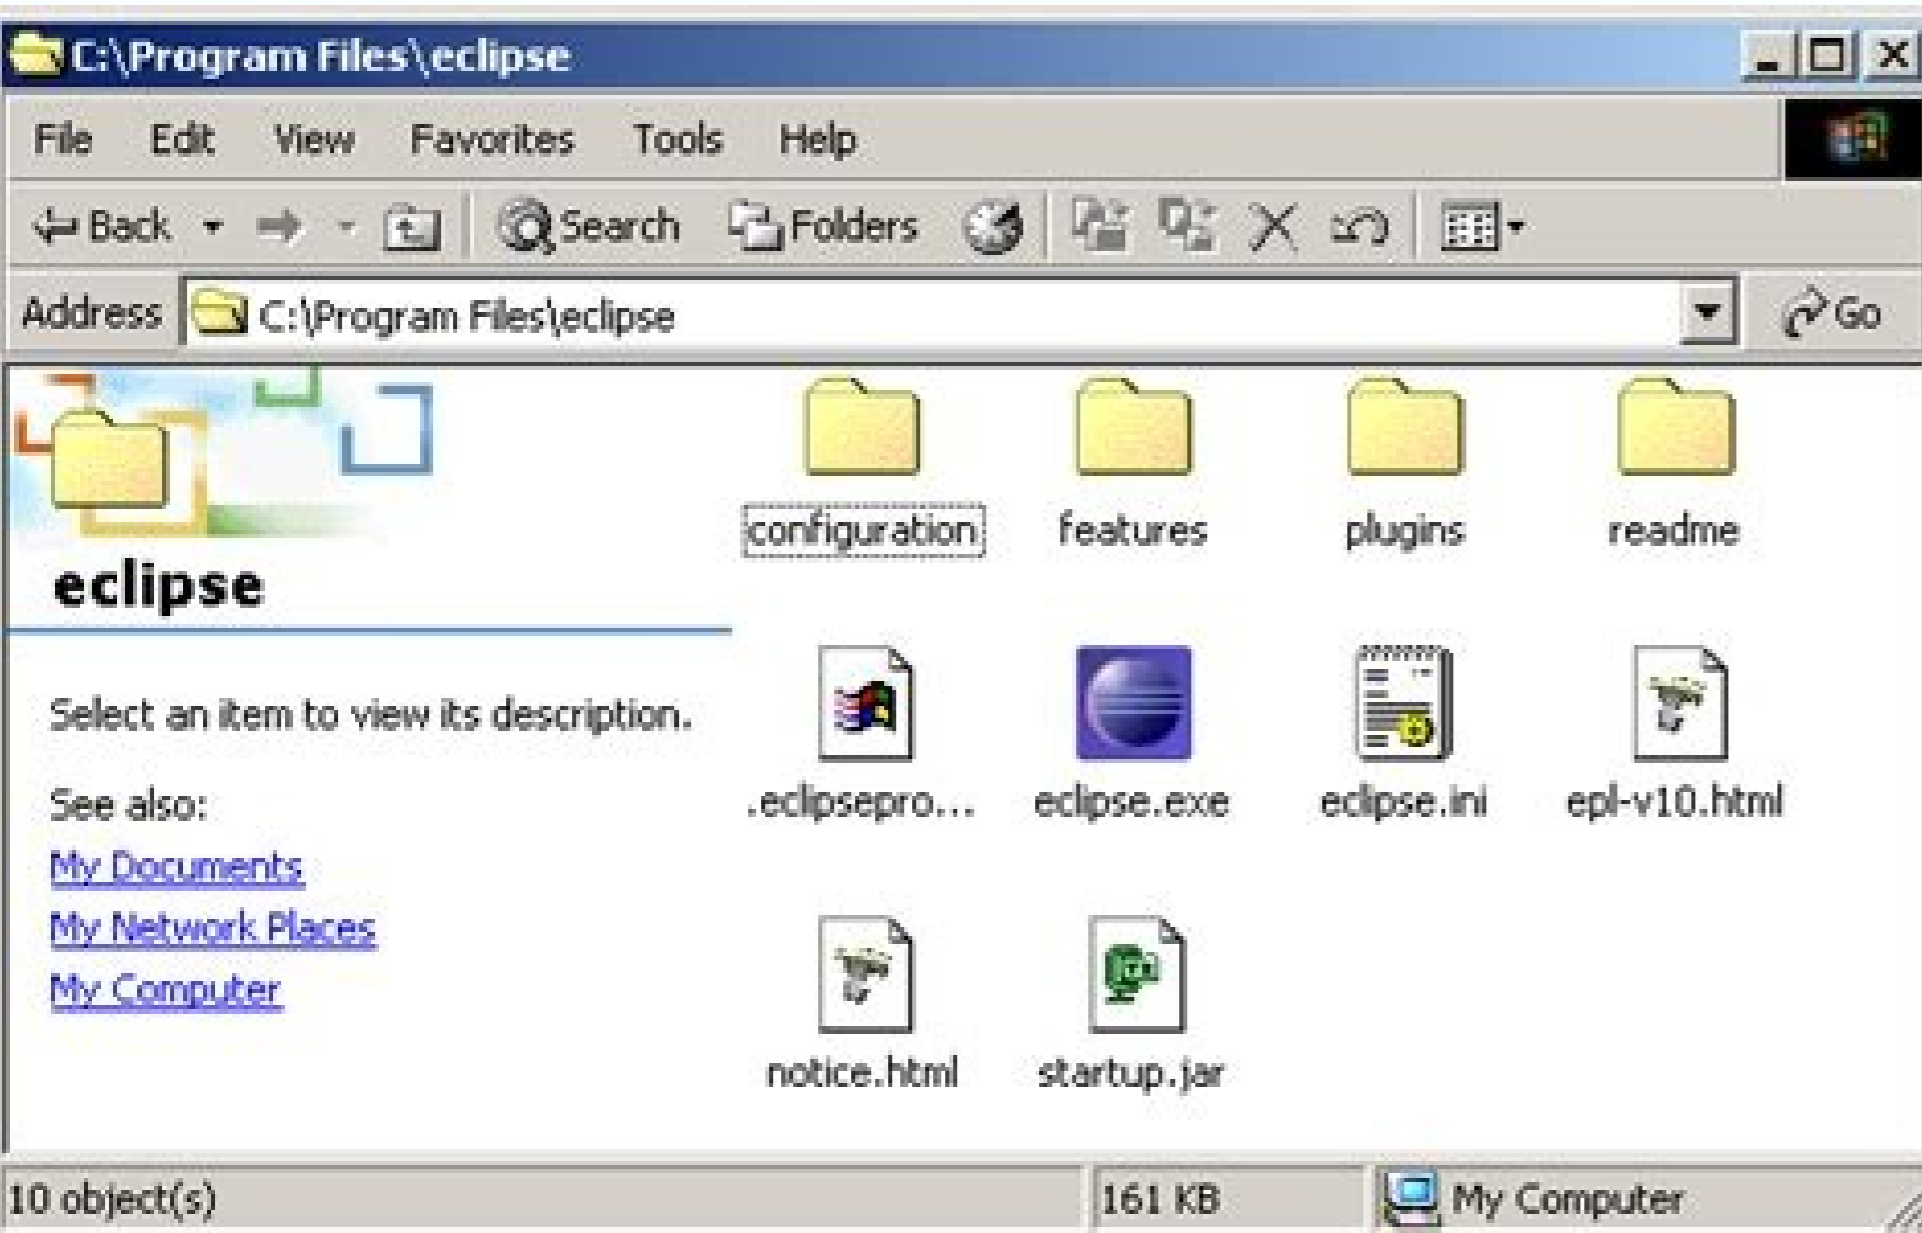 C:\Program Files\eclipse
File Edit View Favorites Tools Help
Back Search Folders
Address C:\Program Files\eclipse Go
eclipse
Select an item to view its description.
See also:
My Documents
My Network Places
My Computer
configuration features plugins readme
.eclipsepro... eclipse.exe eclipse.ini epl-v10.html
notice.html startup.jar
10 object(s) 161 KB My Computer